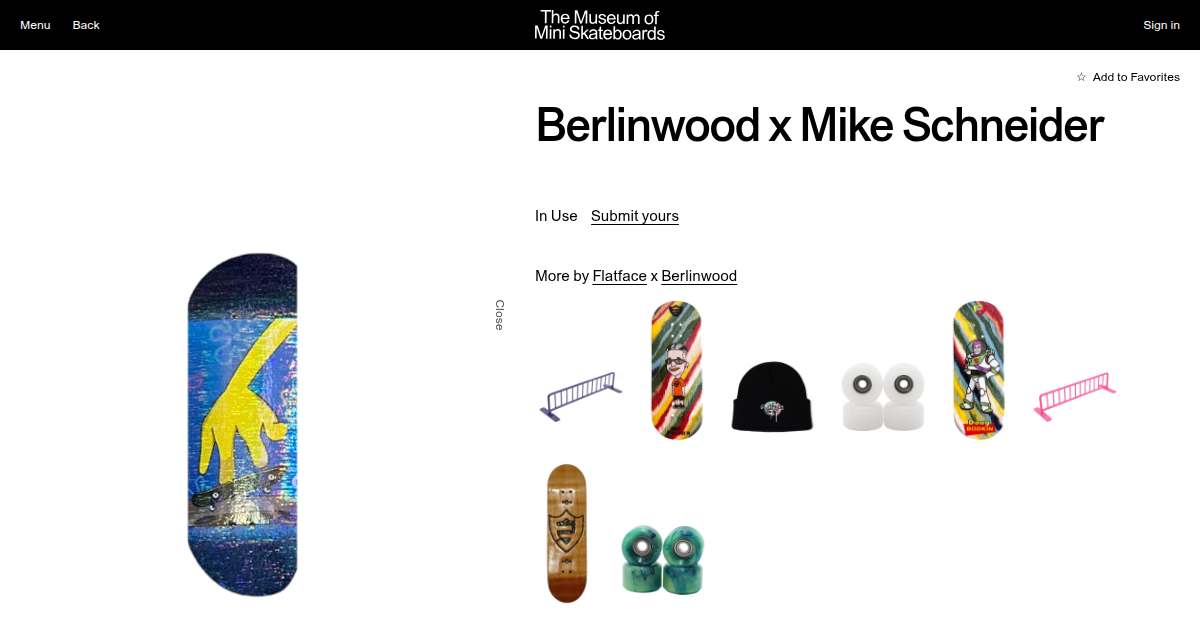 Menu
Back
The Museum of
Mini Skateboards
Sign in
☆ Add to Favorites
Berlinwood x Mike Schneider
In Use
Submit yours
More by Flatface x Berlinwood
Close